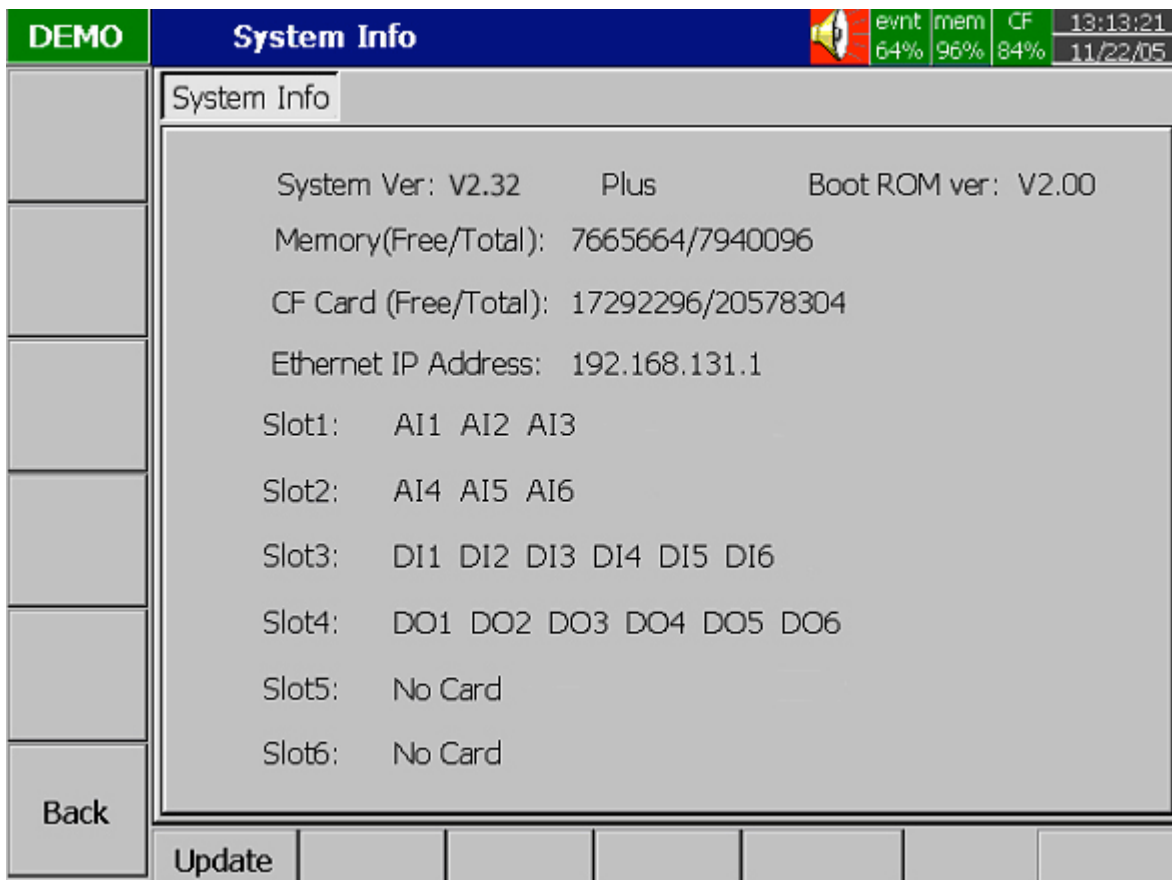 DEMO System Info evnt mem CF 13:13:21
64% 96% 84% 11/22/05
System Info
System Ver: V2.32 Plus Boot ROM ver: V2.00
Memory(Free/Total): 7665664/7940096
CF Card (Free/Total): 17292296/20578304
Ethernet IP Address: 192.168.131.1
Slot1: AI1 AI2 AI3
Slot2: AI4 AI5 AI6
Slot3: DI1 DI2 DI3 DI4 DI5 DI6
Slot4: DO1 DO2 DO3 DO4 DO5 DO6
Slot5: No Card
Slot6: No Card
Back
Update